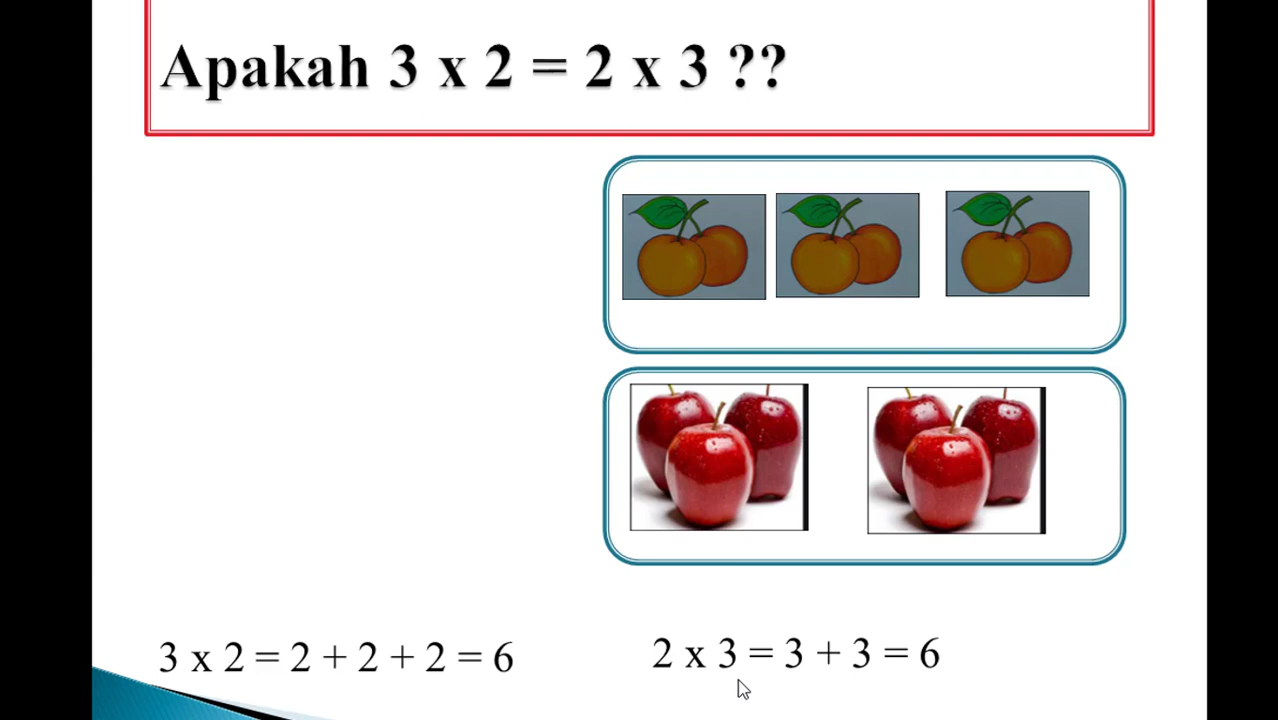 Apakah 3 x 2 = 2 x 3 ??
3 x 2 = 2 + 2 + 2 = 6
2 x 3 = 3 + 3 = 6